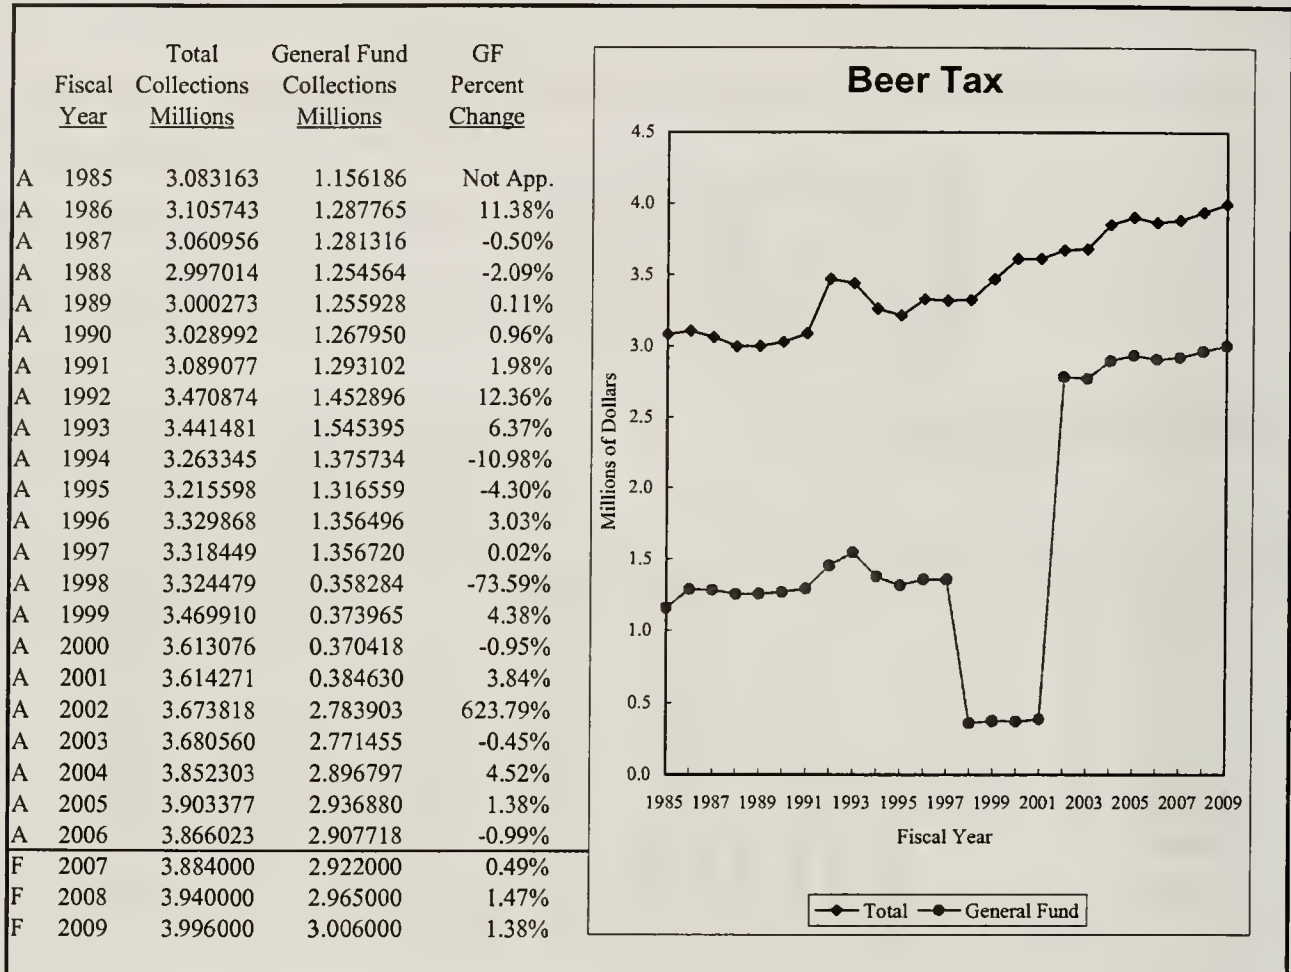 Total General Fund GF
Fiscal Collections Collections Percent
Year Millions Millions Change
A 1985 3.083163 1.156186 Not App.
A 1986 3.105743 1.287765 11.38%
A 1987 3.060956 1.281316 -0.50%
A 1988 2.997014 1.254564 -2.09%
A 1989 3.000273 1.255928 0.11%
A 1990 3.028992 1.267950 0.96%
A 1991 3.089077 1.293102 1.98%
A 1992 3.470874 1.452896 12.36%
A 1993 3.441481 1.545395 6.37%
A 1994 3.263345 1.375734 -10.98%
A 1995 3.215598 1.316559 -4.30%
A 1996 3.329868 1.356496 3.03%
A 1997 3.318449 1.356720 0.02%
A 1998 3.324479 0.358284 -73.59%
A 1999 3.469910 0.373965 4.38%
A 2000 3.613076 0.370418 -0.95%
A 2001 3.614271 0.384630 3.84%
A 2002 3.673818 2.783903 623.79%
A 2003 3.680560 2.771455 -0.45%
A 2004 3.852303 2.896797 4.52%
A 2005 3.903377 2.936880 1.38%
A 2006 3.866023 2.907718 -0.99%
F 2007 3.884000 2.922000 0.49%
F 2008 3.940000 2.965000 1.47%
F 2009 3.996000 3.006000 1.38%
Beer Tax
Millions of Dollars
4.5
4.0
3.5
3.0
2.5
2.0
1.5
1.0
0.5
0.0
1985 1987 1989 1991 1993 1995 1997 1999 2001 2003 2005 2007 2009
Fiscal Year
Total General Fund